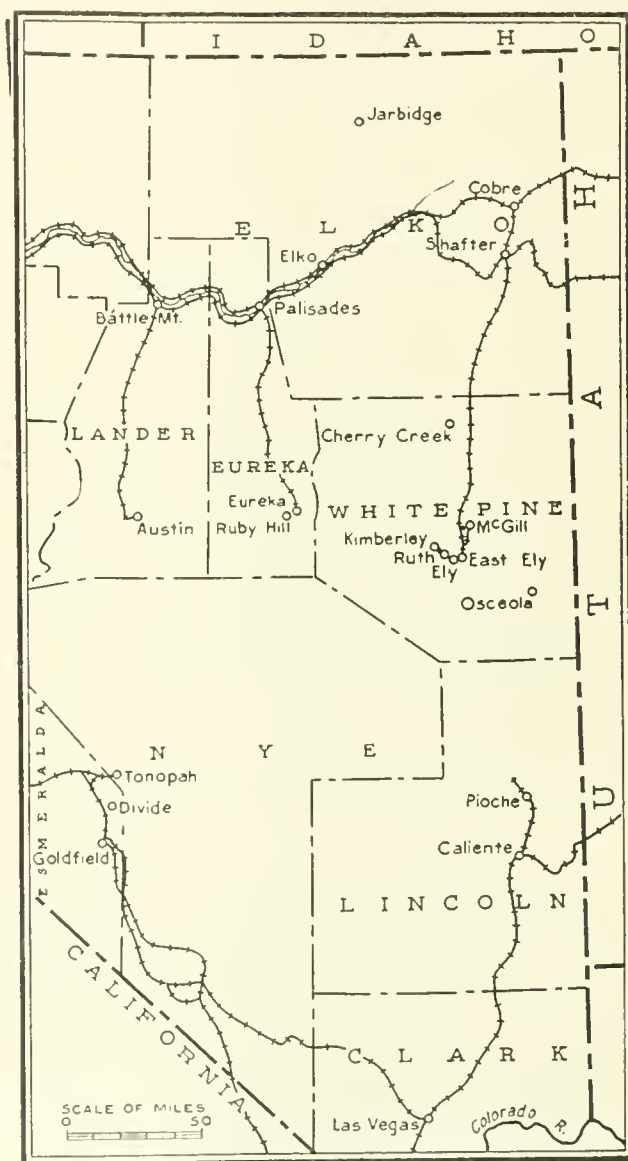 IDAHO
Jarbidge
Cobre
ELKO
Shafter
Elko
Battle Mt.
Palisades
UTAH
LANDER
EUREKA
Cherry Creek
Eureka
Austin
Ruby Hill
WHITE PINE
McGill
Kimberley
Ruth
East Ely
Ely
Osceola
ESMERALDA
NYE
Tonopah
Divide
Goldfield
Pioche
Caliente
LINCOLN
CALIFORNIA
CLARK
SCALE OF MILES
0 50
Las Vegas
Colorado R.